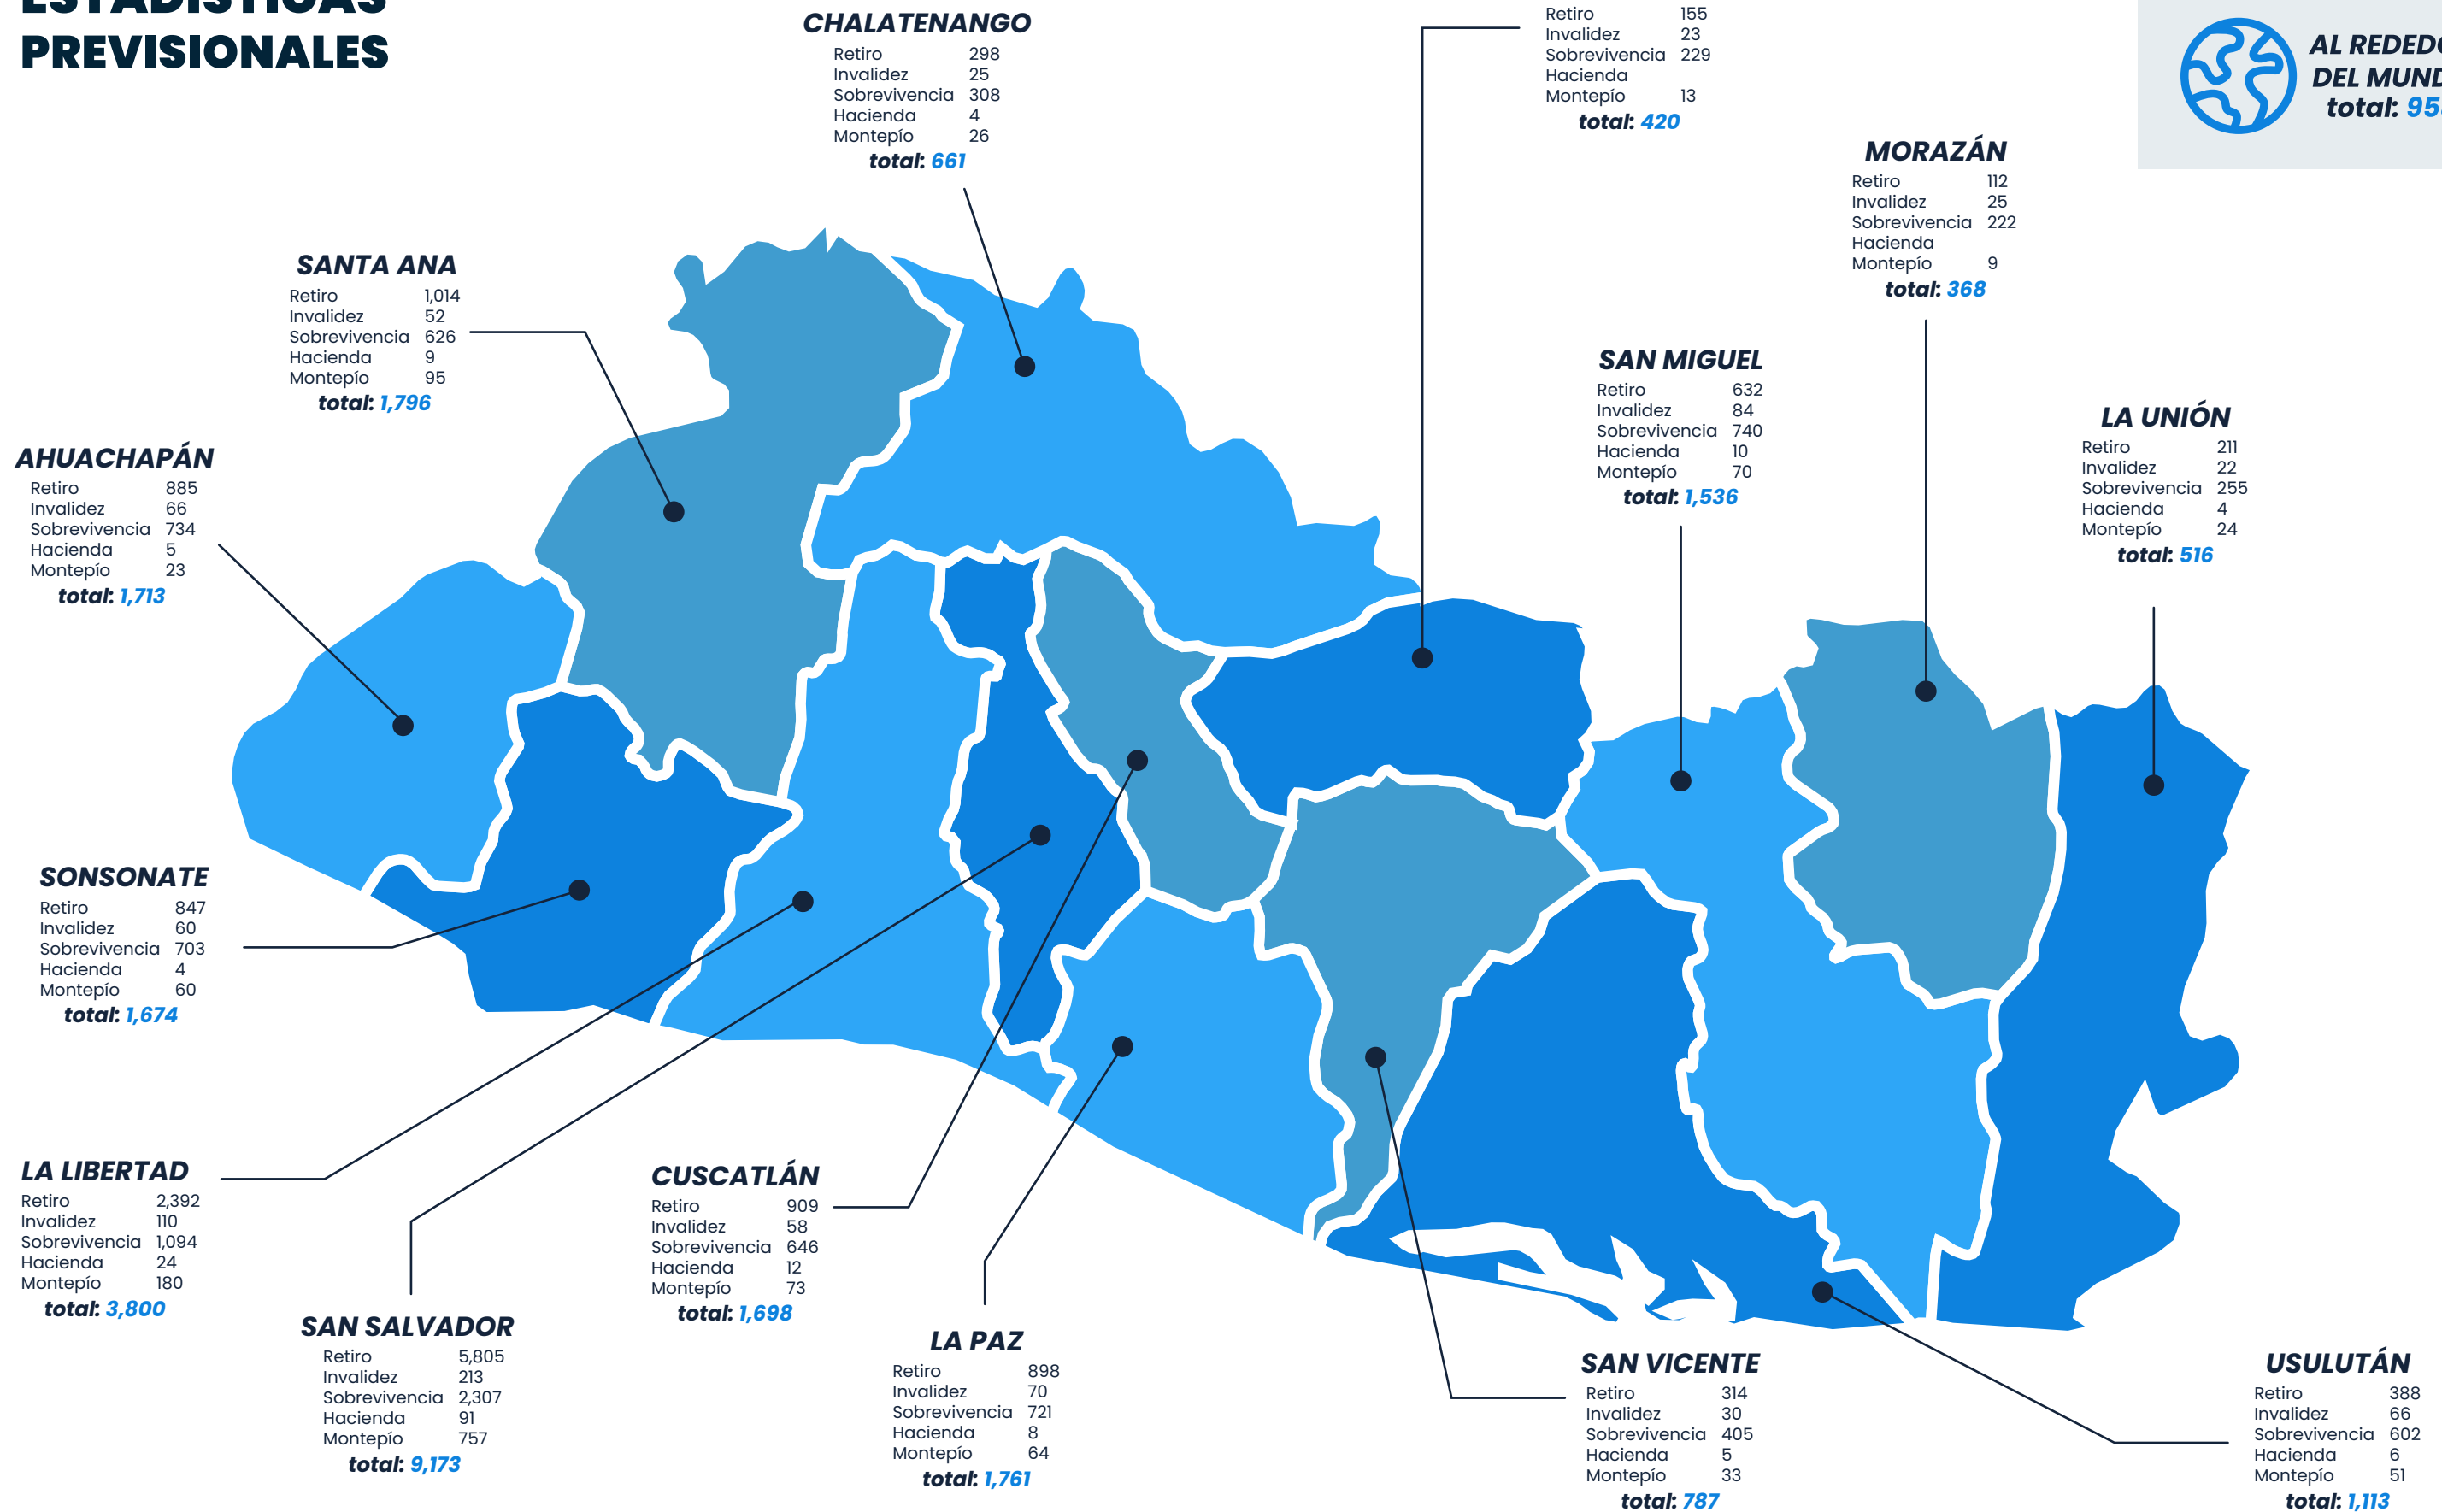 ESTADÍSTICAS
PREVISIONALES
CHALATENANGO
Retiro 298
Invalidez 25
Sobrevivencia 308
Hacienda 4
Montepío 26
total: 661
Retiro 155
Invalidez 23
Sobrevivencia 229
Hacienda
Montepío 13
total: 420
DEL
total:
MORAZÁN
Retiro 112
Invalidez 25
Sobrevivencia 222
Hacienda
Montepío 9
total: 368
SANTA ANA
Retiro 1,014
Invalidez 52
Sobrevivencia 626
Hacienda 9
Montepío 95
total: 1,796
SAN MIGUEL
Retiro 632
Invalidez 84
Sobrevivencia 740
Hacienda 10
Montepío 70
total: 1,536
LA UNIÓN
Retiro 211
Invalidez 22
Sobrevivencia 255
Hacienda 4
Montepío 24
total: 516
AHUACHAPÁN
Retiro 885
Invalidez 66
Sobrevivencia 734
Hacienda 5
Montepío 23
total: 1,713
SONSONATE
Retiro 847
Invalidez 60
Sobrevivencia 703
Hacienda 4
Montepío 60
total: 1,674
LA LIBERTAD
Retiro 2,392
Invalidez 110
Sobrevivencia 1,094
Hacienda 24
Montepío 180
total: 3,800
SAN SALVADOR
Retiro 5,805
Invalidez 213
Sobrevivencia 2,307
Hacienda 91
Montepío 757
total: 9,173
CUSCATLÁN
Retiro 909
Invalidez 58
Sobrevivencia 646
Hacienda 12
Montepío 73
total: 1,698
LA PAZ
Retiro 898
Invalidez 70
Sobrevivencia 721
Hacienda 8
Montepío 64
total: 1,761
SAN VICENTE
Retiro 314
Invalidez 30
Sobrevivencia 405
Hacienda 5
Montepío 33
total: 787
USULUTÁN
Retiro 388
Invalidez 66
Sobrevivencia 602
Hacienda 6
Montepío 51
total: 1,113